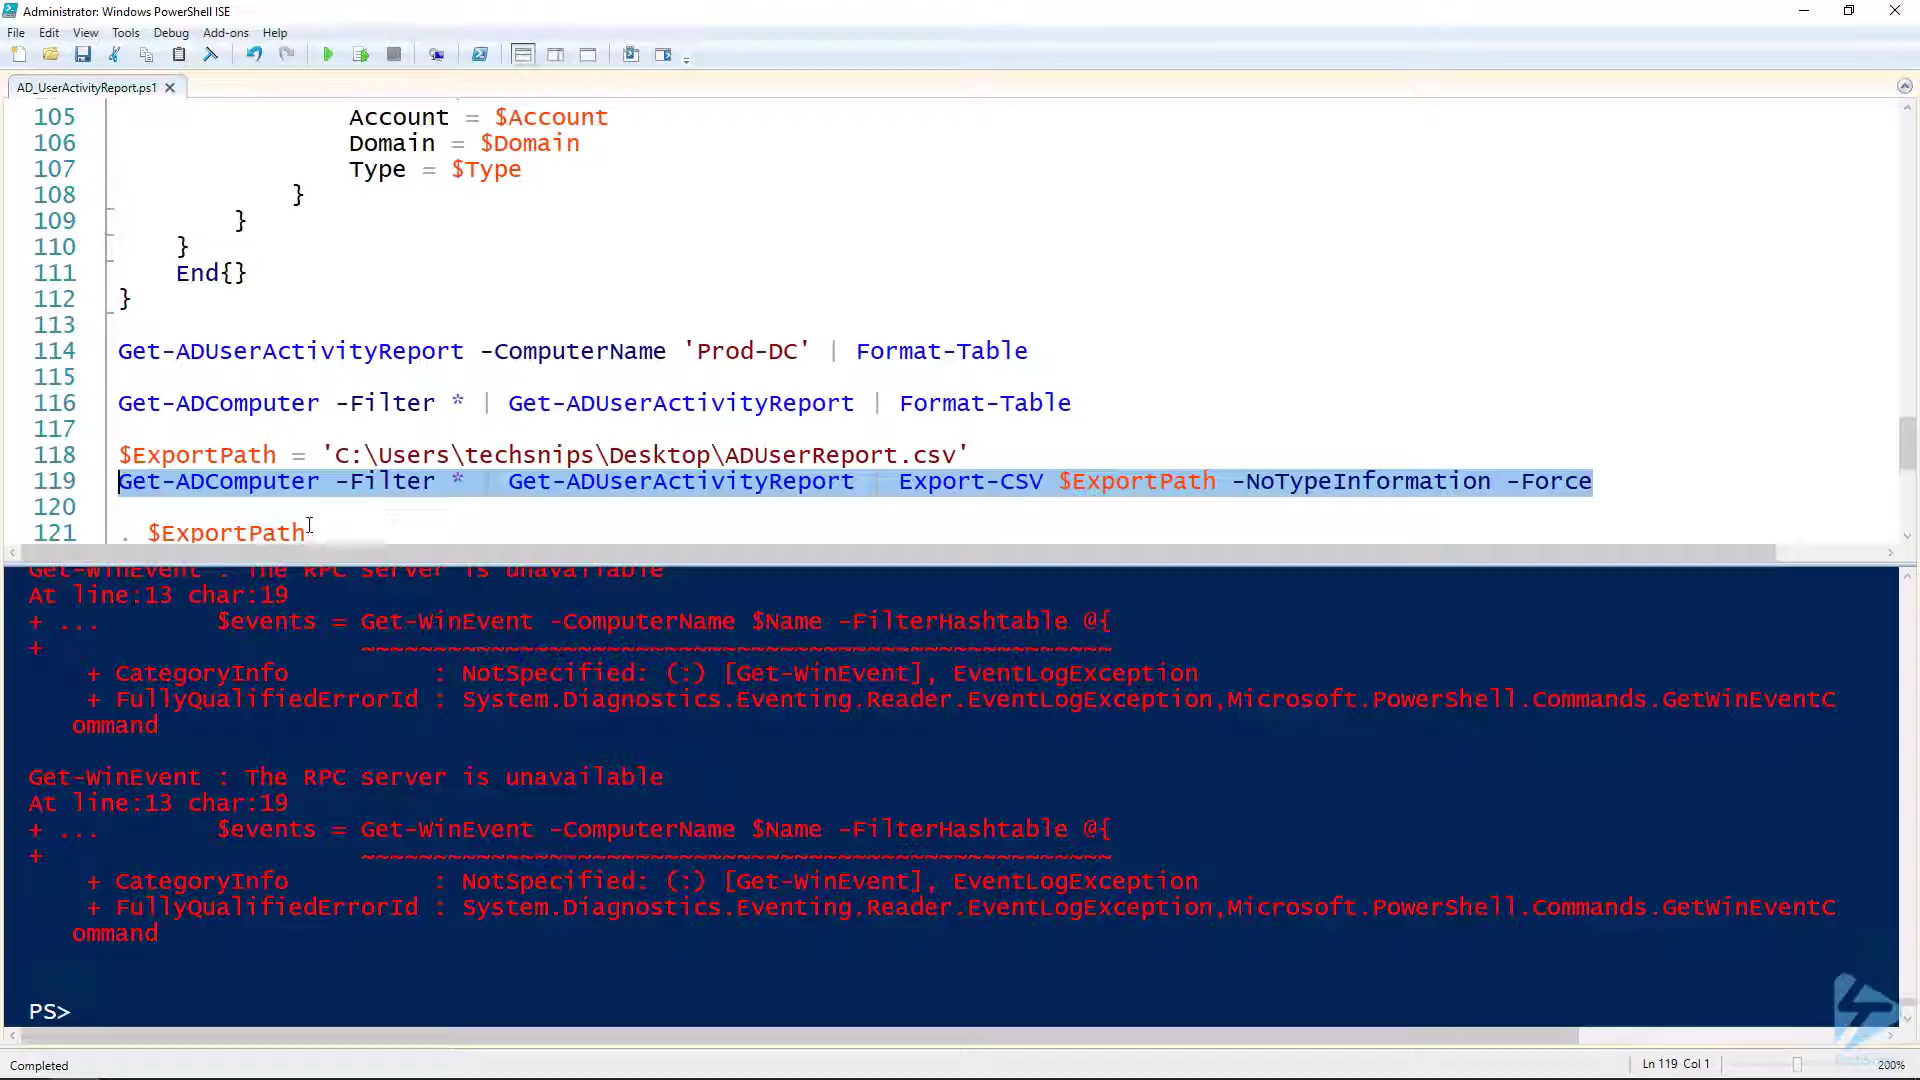 Administrator: Windows PowerShell ISE
File Edit View Tools Debug Add-ons Help
AD_UserActivityReport.ps1
105 Account = $Account
106 Domain = $Domain
107 Type = $Type
108 }
109 }
110 }
111 End{}
112 }
113
114 Get-ADUserActivityReport -ComputerName 'Prod-DC' | Format-Table
115
116 Get-ADComputer -Filter * | Get-ADUserActivityReport | Format-Table
117
118 $ExportPath = 'C:\Users\techsnips\Desktop\ADUserReport.csv'
119 Get-ADComputer -Filter * | Get-ADUserActivityReport | Export-CSV $ExportPath -NoTypeInformation -Force
120
121 . $ExportPath
Get-WinEvent : The RPC server is unavailable
At line:13 char:19
+ ... $events = Get-WinEvent -ComputerName $Name -FilterHashtable @{
+ ~~~~~~~~~~~~~~~~~~~~~~~~~~~~~~~~~~~~~~~~~~~~~~~~~~~~
+ CategoryInfo : NotSpecified: (:) [Get-WinEvent], EventLogException
+ FullyQualifiedErrorId : System.Diagnostics.Eventing.Reader.EventLogException,Microsoft.PowerShell.Commands.GetWinEventC
ommand
Get-WinEvent : The RPC server is unavailable
At line:13 char:19
+ ... $events = Get-WinEvent -ComputerName $Name -FilterHashtable @{
+ ~~~~~~~~~~~~~~~~~~~~~~~~~~~~~~~~~~~~~~~~~~~~~~~~~~~~
+ CategoryInfo : NotSpecified: (:) [Get-WinEvent], EventLogException
+ FullyQualifiedErrorId : System.Diagnostics.Eventing.Reader.EventLogException,Microsoft.PowerShell.Commands.GetWinEventC
ommand
PS>
Completed Ln 119 Col 1 200%